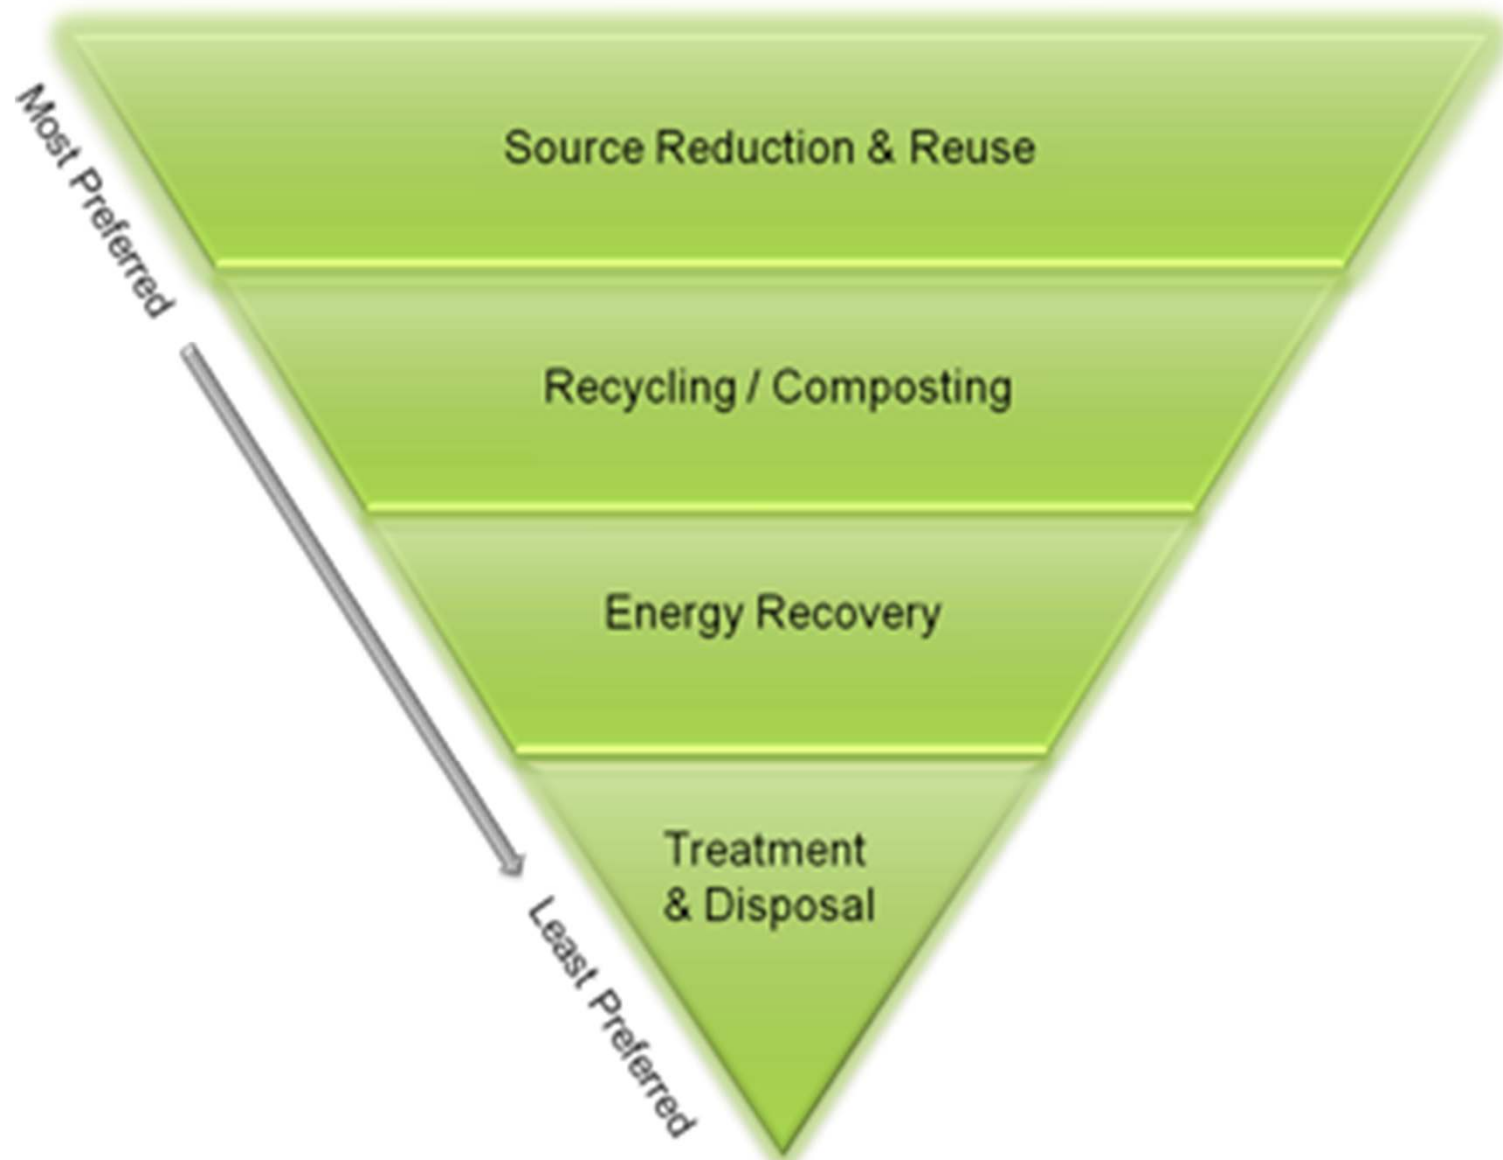 Most Preferred
Source Reduction & Reuse
Recycling / Composting
Energy Recovery
Treatment
& Disposal
Least Preferred